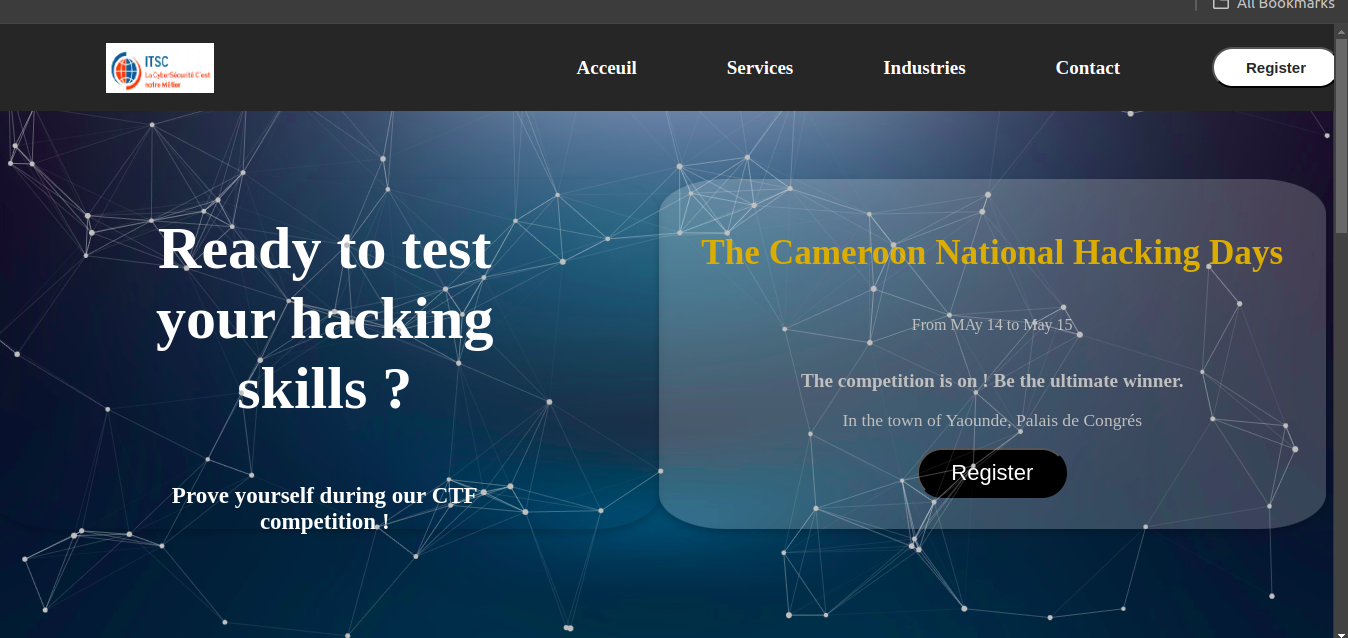 All Bookmarks
ITSC
La CyberSécurité C'est
notre Métier
Acceuil
Services
Industries
Contact
Register
Ready to test
your hacking
skills ?
Prove yourself during our CTF
competition !
The Cameroon National Hacking Days
From MAy 14 to May 15
The competition is on ! Be the ultimate winner.
In the town of Yaounde, Palais de Congrés
Register